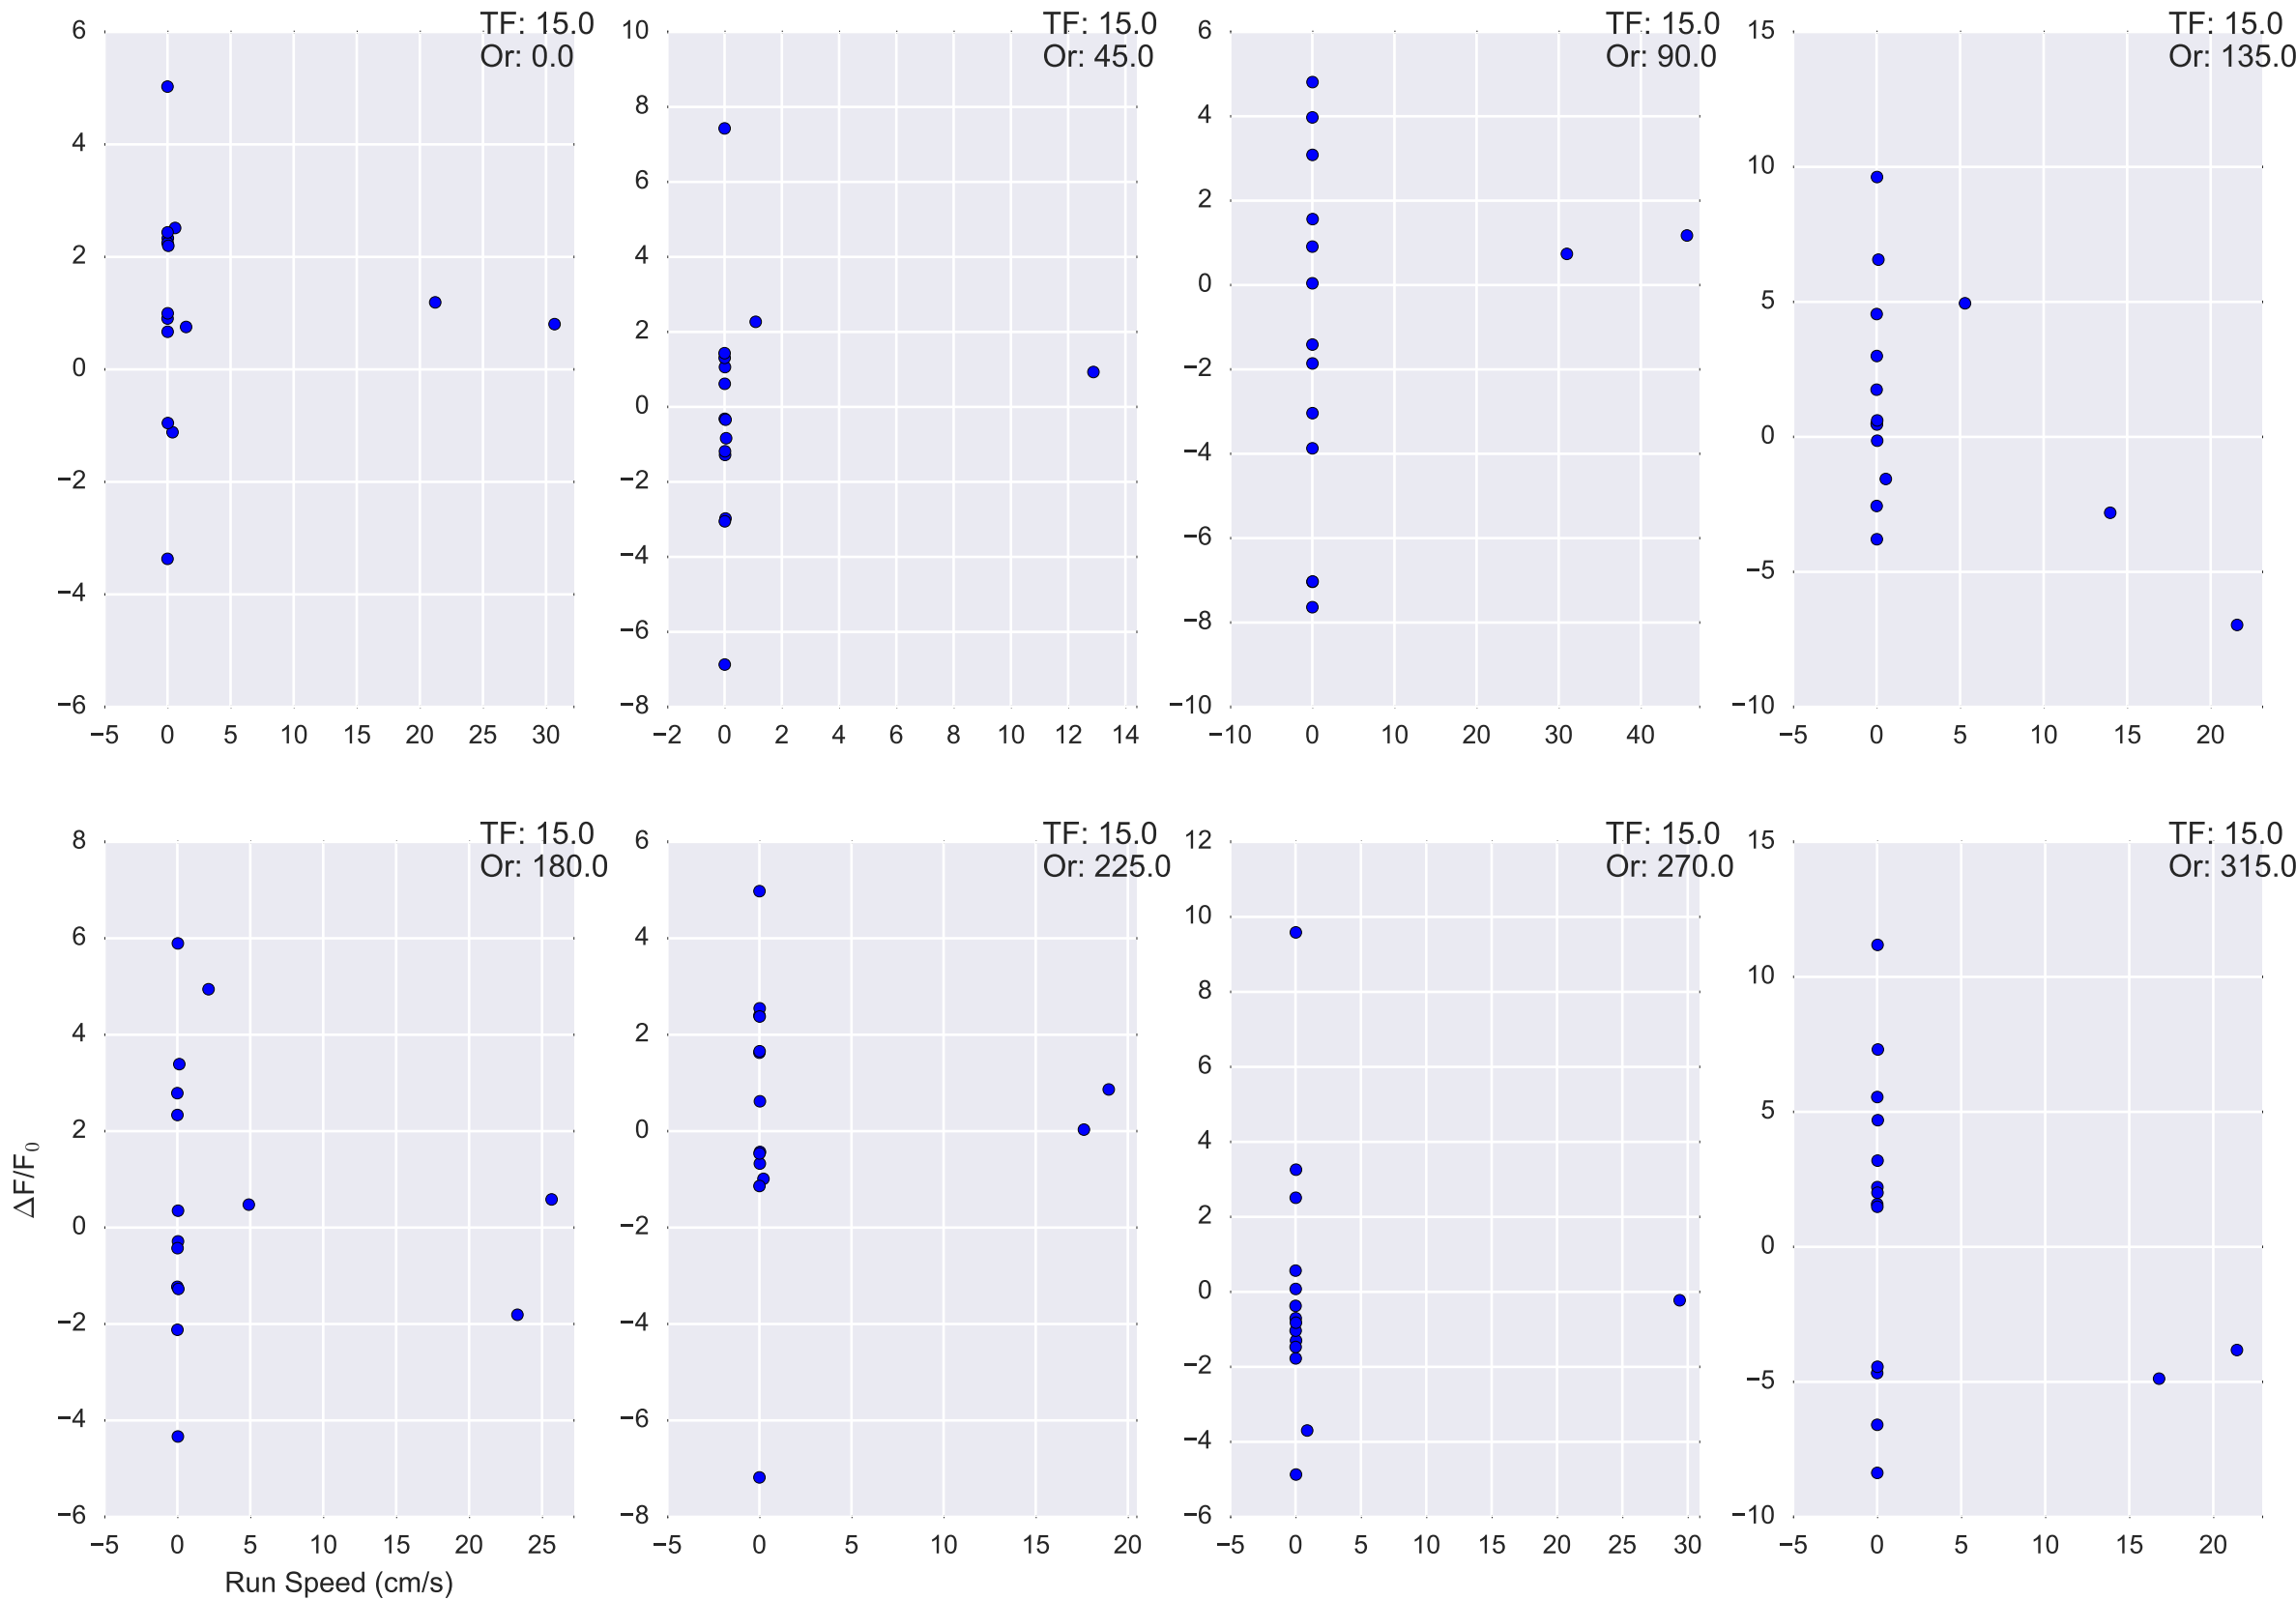 TF: 15.0
Or: 0.0
6
4
2
0
−2
−4
−6
−5 0 5 10 15 20 25 30
TF: 15.0
Or: 45.0
10
8
6
4
2
0
−2
−4
−6
−8
−2 0 2 4 6 8 10 12 14
TF: 15.0
Or: 90.0
6
4
2
0
−2
−4
−6
−8
−10
−10 0 10 20 30 40
TF: 15.0
Or: 135.0
15
10
5
0
−5
−10
−5 0 5 10 15 20
TF: 15.0
Or: 180.0
8
6
4
2
0
−2
−4
−6
−5 0 5 10 15 20 25
Run Speed (cm/s)
ΔF/F₀
TF: 15.0
Or: 225.0
6
4
2
0
−2
−4
−6
−8
−5 0 5 10 15 20
TF: 15.0
Or: 270.0
12
10
8
6
4
2
0
−2
−4
−6
−5 0 5 10 15 20 25 30
TF: 15.0
Or: 315.0
15
10
5
0
−5
−10
−5 0 5 10 15 20